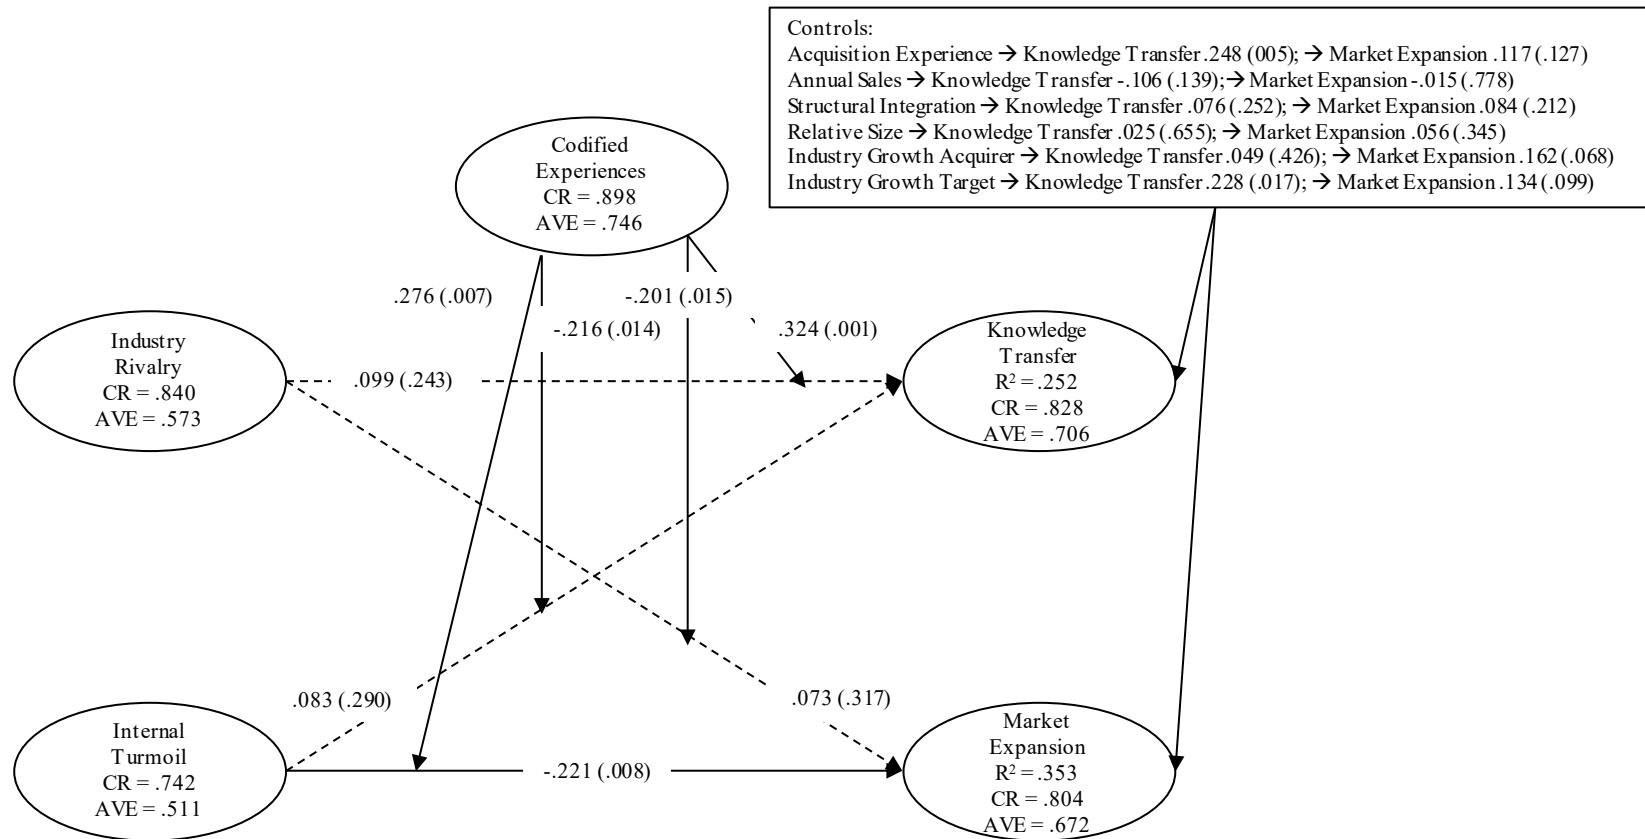 Controls:
Acquisition Experience → Knowledge Transfer .248 (005); → Market Expansion .117 (.127)
Annual Sales → Knowledge Transfer -.106 (.139); → Market Expansion -.015 (.778)
Structural Integration → Knowledge Transfer .076 (.252); → Market Expansion .084 (.212)
Relative Size → Knowledge Transfer .025 (.655); → Market Expansion .056 (.345)
Industry Growth Acquirer → Knowledge Transfer .049 (.426); → Market Expansion .162 (.068)
Industry Growth Target → Knowledge Transfer .228 (.017); → Market Expansion .134 (.099)
Codified
Experiences
CR = .898
AVE = .746
.276 (.007)
-.201 (.015)
-.216 (.014)
.324 (.001)
Industry
Rivalry
CR = .840
AVE = .573
.099 (.243)
Knowledge
Transfer
R² = .252
CR = .828
AVE = .706
.083 (.290)
.073 (.317)
Internal
Turmoil
CR = .742
AVE = .511
-.221 (.008)
Market
Expansion
R² = .353
CR = .804
AVE = .672